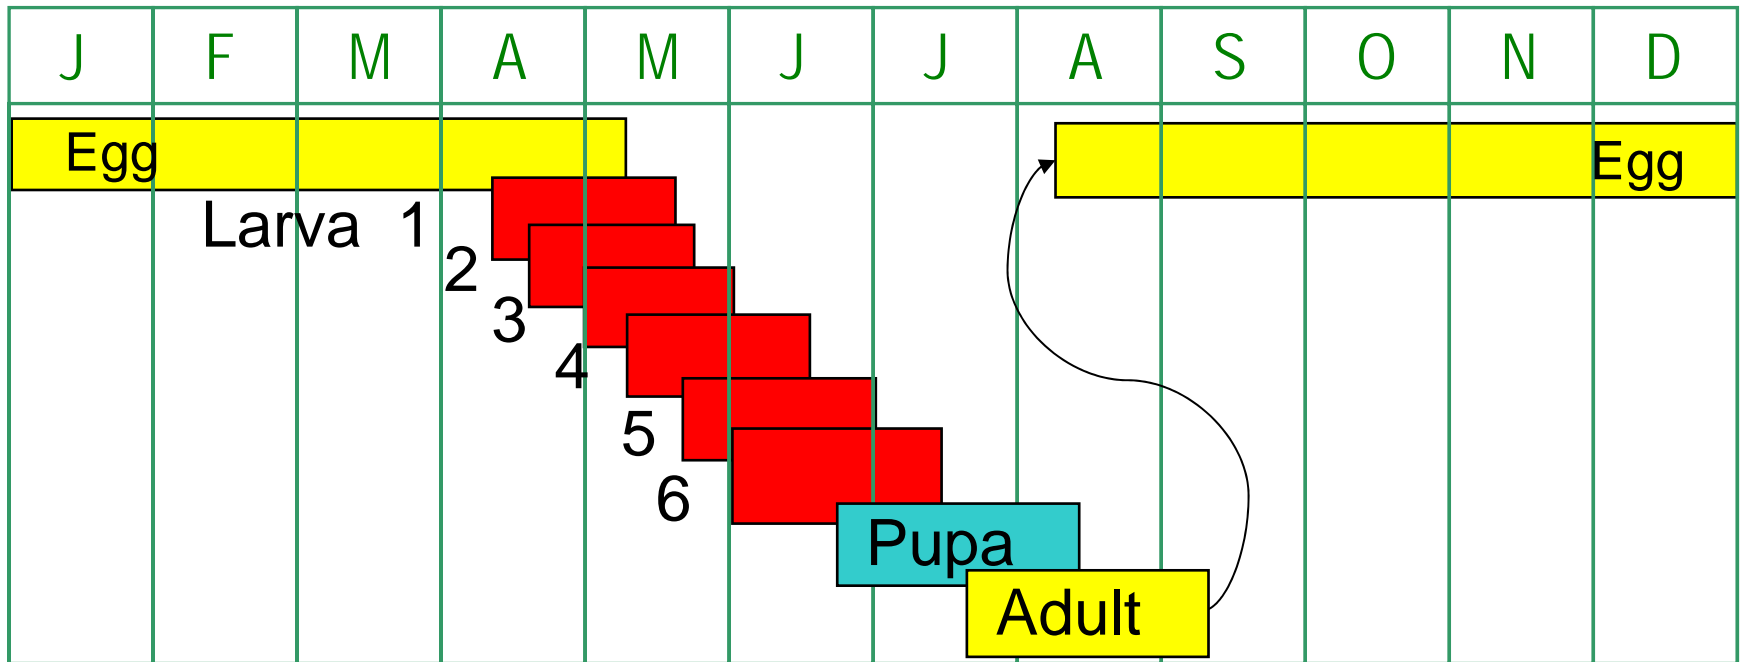 J F M A M J J A S O N D
Egg Egg
Larva 1
2
3
4
5
6
Pupa
Adult